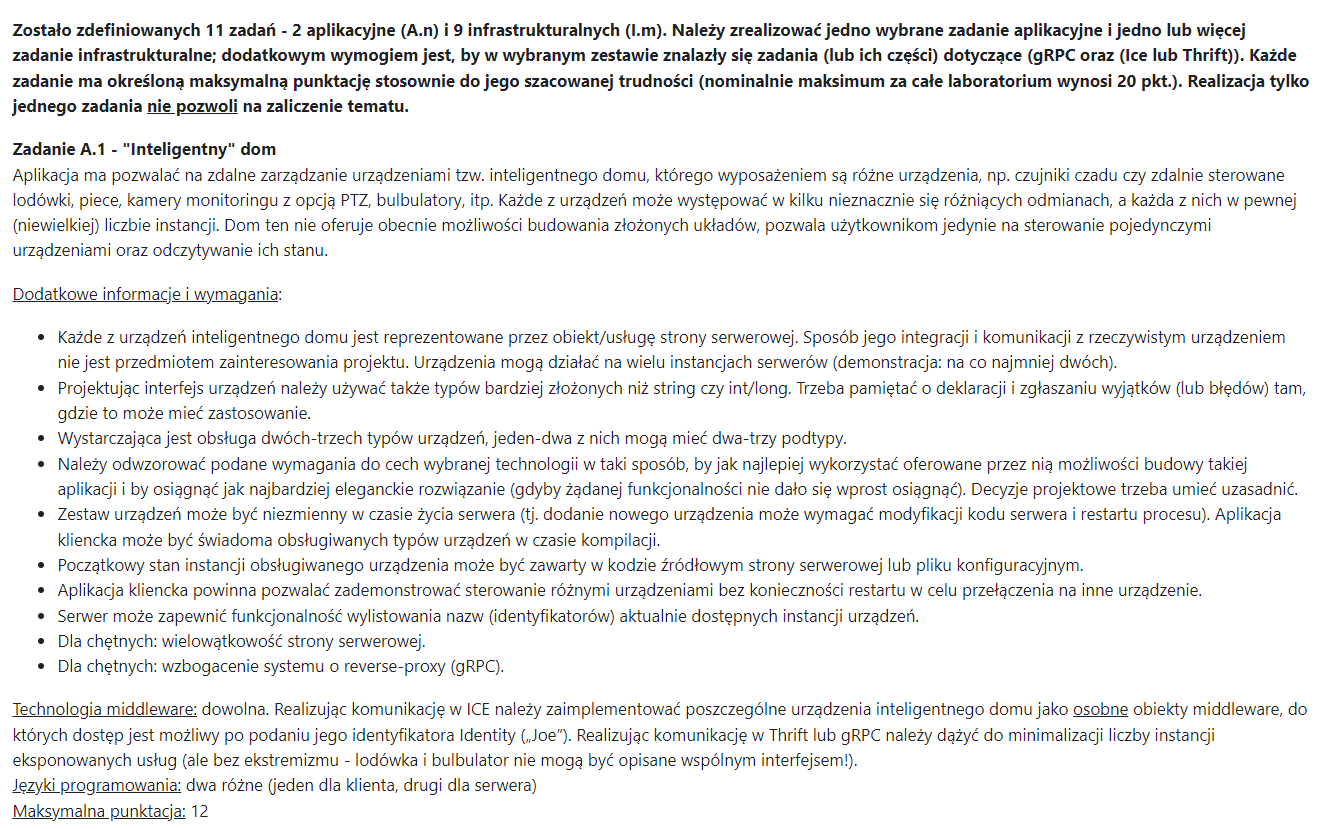 Zostało zdefiniowanych 11 zadań - 2 aplikacyjne (A.n) i 9 infrastrukturalnych (I.m). Należy zrealizować jedno wybrane zadanie aplikacyjne i jedno lub więcej
zadanie infrastrukturalne; dodatkowym wymogiem jest, by w wybranym zestawie znalazły się zadania (lub ich części) dotyczące (gRPC oraz (Ice lub Thrift)). Każde
zadanie ma określoną maksymalną punktację stosownie do jego szacowanej trudności (nominalnie maksimum za całe laboratorium wynosi 20 pkt.). Realizacja tylko
jednego zadania nie pozwoli na zaliczenie tematu.
Zadanie A.1 - "Inteligentny" dom
Aplikacja ma pozwalać na zdalne zarządzanie urządzeniami tzw. inteligentnego domu, którego wyposażeniem są różne urządzenia, np. czujniki czadu czy zdalnie sterowane
lodówki, piece, kamery monitoringu z opcją PTZ, bulbulatory, itp. Każde z urządzeń może występować w kilku nieznacznie się różniących odmianach, a każda z nich w pewnej
(niewielkiej) liczbie instancji. Dom ten nie oferuje obecnie możliwości budowania złożonych układów, pozwala użytkownikom jedynie na sterowanie pojedynczymi
urządzeniami oraz odczytywanie ich stanu.
Dodatkowe informacje i wymagania:
• Każde z urządzeń inteligentnego domu jest reprezentowane przez obiekt/usługę strony serwerowej. Sposób jego integracji i komunikacji z rzeczywistym urządzeniem
nie jest przedmiotem zainteresowania projektu. Urządzenia mogą działać na wielu instancjach serwerów (demonstracja: na co najmniej dwóch).
• Projektując interfejs urządzeń należy używać także typów bardziej złożonych niż string czy int/long. Trzeba pamiętać o deklaracji i zgłaszaniu wyjątków (lub błędów) tam,
gdzie to może mieć zastosowanie.
• Wystarczająca jest obsługa dwóch-trzech typów urządzeń, jeden-dwa z nich mogą mieć dwa-trzy podtypy.
• Należy odwzorować podane wymagania do cech wybranej technologii w taki sposób, by jak najlepiej wykorzystać oferowane przez nią możliwości budowy takiej
aplikacji i by osiągnąć jak najbardziej eleganckie rozwiązanie (gdyby żądanej funkcjonalności nie dało się wprost osiągnąć). Decyzje projektowe trzeba umieć uzasadnić.
• Zestaw urządzeń może być niezmienny w czasie życia serwera (tj. dodanie nowego urządzenia może wymagać modyfikacji kodu serwera i restartu procesu). Aplikacja
kliencka może być świadoma obsługiwanych typów urządzeń w czasie kompilacji.
• Początkowy stan instancji obsługiwanego urządzenia może być zawarty w kodzie źródłowym strony serwerowej lub pliku konfiguracyjnym.
• Aplikacja kliencka powinna pozwalać zademonstrować sterowanie różnymi urządzeniami bez konieczności restartu w celu przełączenia na inne urządzenie.
• Serwer może zapewnić funkcjonalność wylistowania nazw (identyfikatorów) aktualnie dostępnych instancji urządzeń.
• Dla chętnych: wielowątkowość strony serwerowej.
• Dla chętnych: wzbogacenie systemu o reverse-proxy (gRPC).
Technologia middleware: dowolna. Realizując komunikację w ICE należy zaimplementować poszczególne urządzenia inteligentnego domu jako osobne obiekty middleware, do
których dostęp jest możliwy po podaniu jego identyfikatora Identity („Joe”). Realizując komunikację w Thrift lub gRPC należy dążyć do minimalizacji liczby instancji
eksponowanych usług (ale bez ekstremizmu - lodówka i bulbulator nie mogą być opisane wspólnym interfejsem!).
Języki programowania: dwa różne (jeden dla klienta, drugi dla serwera)
Maksymalna punktacja: 12